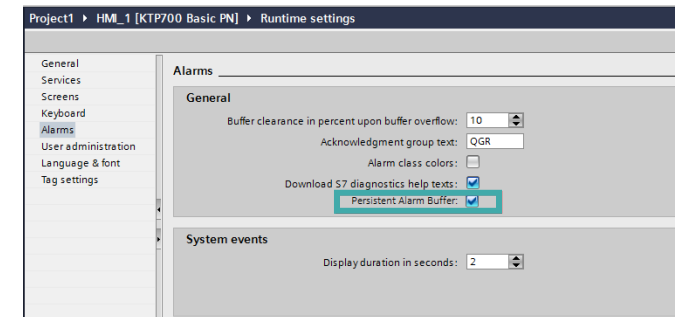 Project1 ▸ HMI_1 [KTP700 Basic PN] ▸ Runtime settings
General
Services
Screens
Keyboard
Alarms
User administration
Language & font
Tag settings
Alarms
General
Buffer clearance in percent upon buffer overflow: 10
Acknowledgment group text: QGR
Alarm class colors:
Download S7 diagnostics help texts:
Persistent Alarm Buffer:
System events
Display duration in seconds: 2